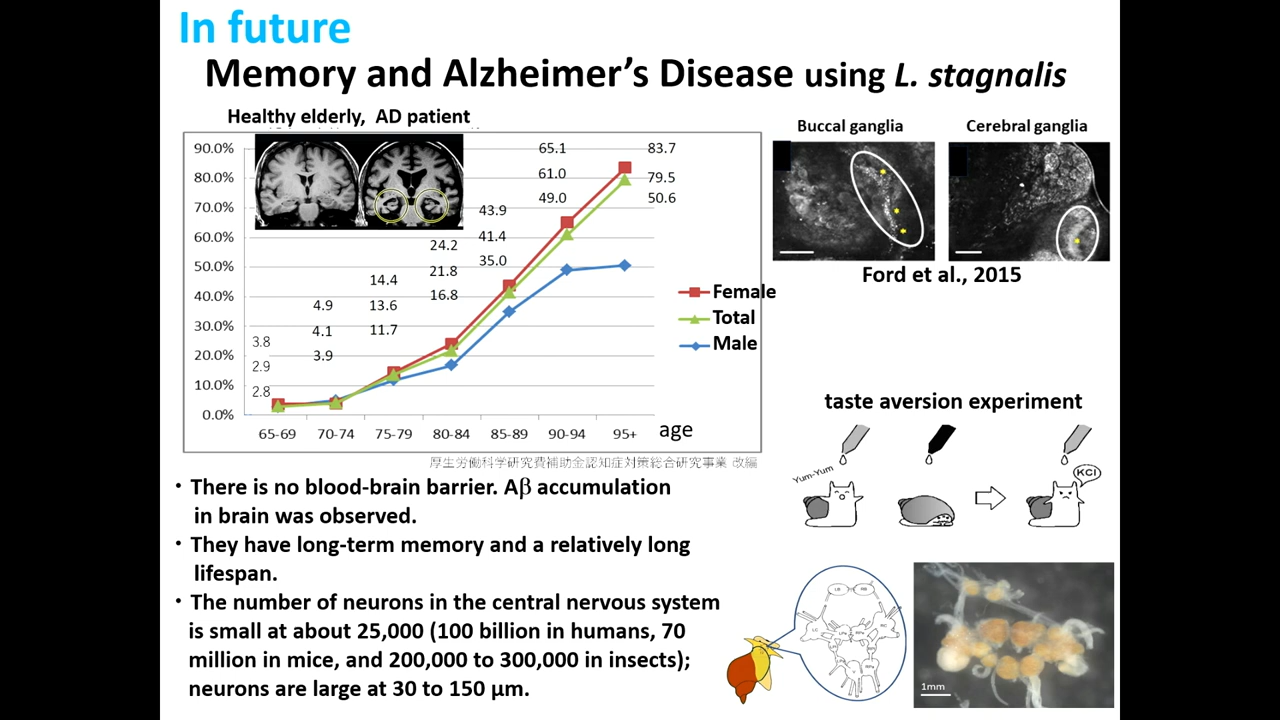 In future
Memory and Alzheimer's Disease using L. stagnalis
Healthy elderly, AD patient
90.0%
80.0%
70.0%
60.0%
50.0%
40.0%
30.0%
20.0%
10.0%
0.0%
3.8
2.9
2.8
4.9
4.1
3.9
14.4
13.6
11.7
24.2
21.8
16.8
43.9
41.4
35.0
65.1
61.0
49.0
83.7
79.5
50.6
65-69 70-74 75-79 80-84 85-89 90-94 95+ age
Female
Total
Male
厚生労働科学研究費補助金認知症対策総合研究事業 改編
Buccal ganglia
Cerebral ganglia
Ford et al., 2015
taste aversion experiment
Yum-Yum
KCl
・There is no blood-brain barrier. Aβ accumulation
in brain was observed.
・They have long-term memory and a relatively long
lifespan.
・The number of neurons in the central nervous system
is small at about 25,000 (100 billion in humans, 70
million in mice, and 200,000 to 300,000 in insects);
neurons are large at 30 to 150 μm.
1mm